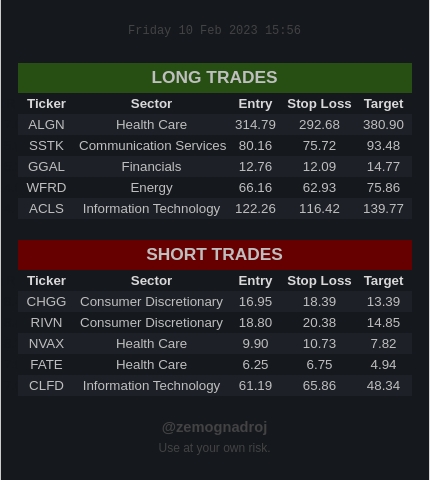 Friday 10 Feb 2023 15:56
LONG TRADES
Ticker Sector Entry Stop Loss Target
ALGN Health Care 314.79 292.68 380.90
SSTK Communication Services 80.16 75.72 93.48
GGAL Financials 12.76 12.09 14.77
WFRD Energy 66.16 62.93 75.86
ACLS Information Technology 122.26 116.42 139.77
SHORT TRADES
Ticker Sector Entry Stop Loss Target
CHGG Consumer Discretionary 16.95 18.39 13.39
RIVN Consumer Discretionary 18.80 20.38 14.85
NVAX Health Care 9.90 10.73 7.82
FATE Health Care 6.25 6.75 4.94
CLFD Information Technology 61.19 65.86 48.34
@zemognadroj
Use at your own risk.